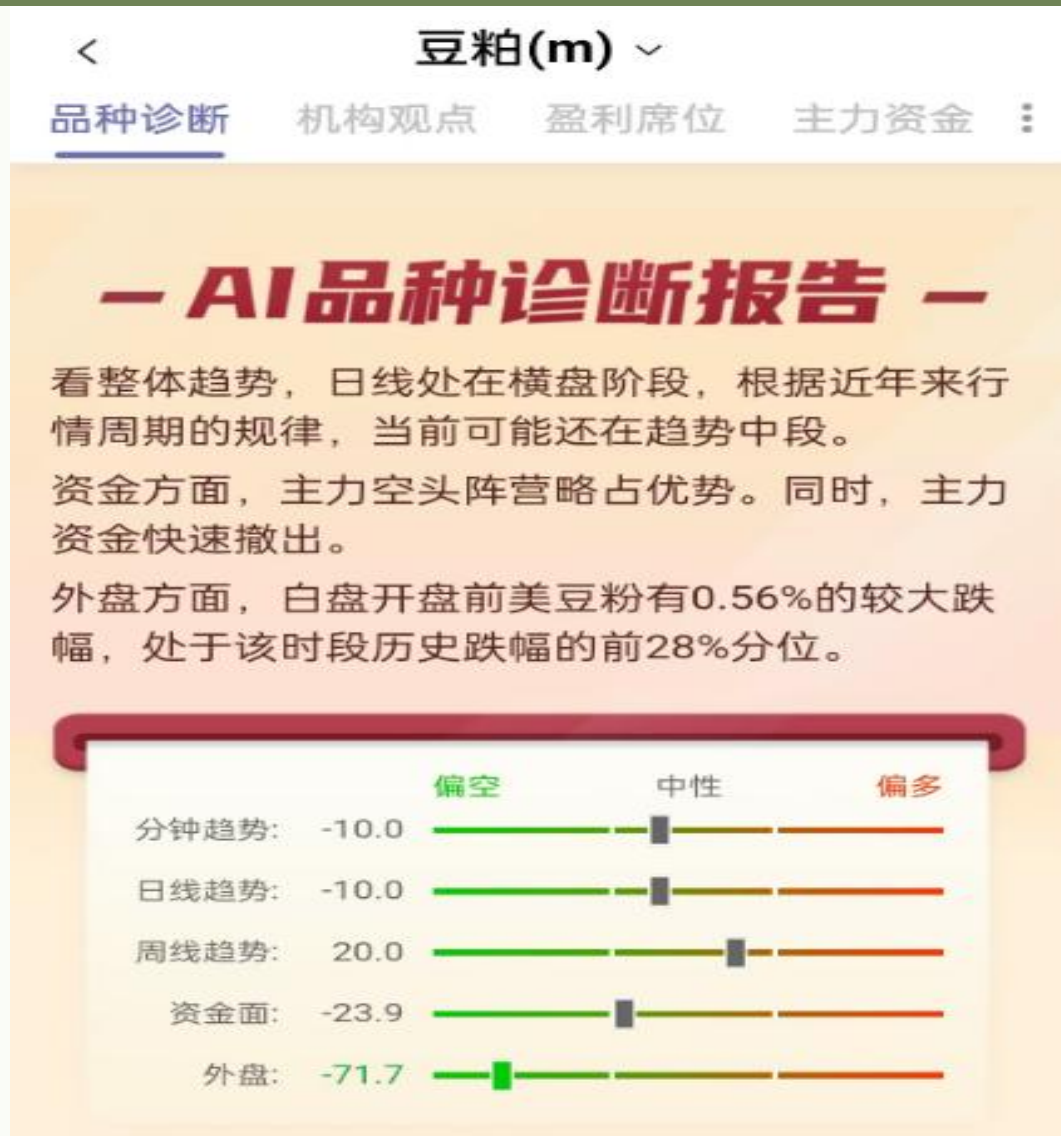 豆粕(m)
品种诊断 机构观点 盈利席位 主力资金
— AI品种诊断报告 —
看整体趋势，日线处在横盘阶段，根据近年来行
情周期的规律，当前可能还在趋势中段。
资金方面，主力空头阵营略占优势。同时，主力
资金快速撤出。
外盘方面，白盘开盘前美豆粉有0.56%的较大跌
幅，处于该时段历史跌幅的前28%分位。
偏空 中性 偏多
分钟趋势: -10.0
日线趋势: -10.0
周线趋势: 20.0
资金面: -23.9
外盘: -71.7